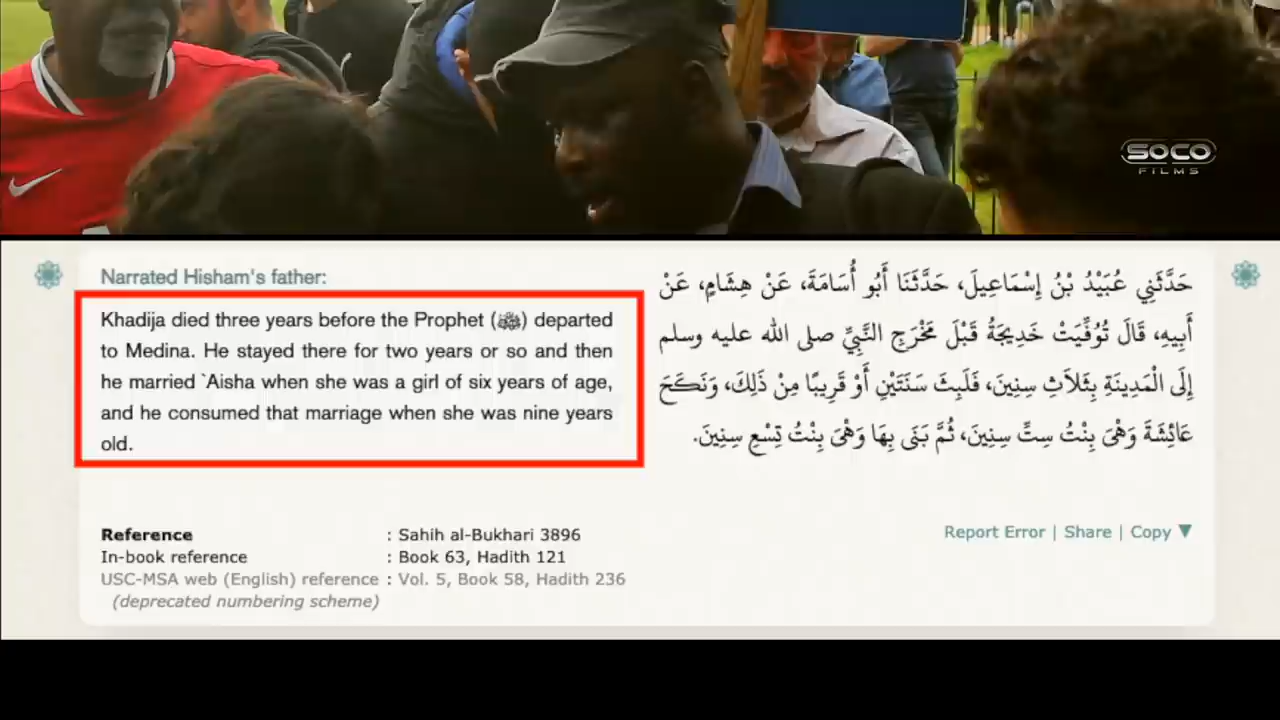 SOCO
FILMS
Narrated Hisham's father:
Khadija died three years before the Prophet (ﷺ) departed
to Medina. He stayed there for two years or so and then
he married `Aisha when she was a girl of six years of age,
and he consumed that marriage when she was nine years
old.
حَدَّثَنِي عُبَيْدُ بْنُ إِسْمَاعِيلَ، حَدَّثَنَا أَبُو أُسَامَةَ، عَنْ هِشَامٍ، عَنْ
أَبِيهِ، قَالَ تُوُفِّيَتْ خَدِيجَةُ قَبْلَ مَخْرَجِ النَّبِيِّ صلى الله عليه وسلم
إِلَى الْمَدِينَةِ بِثَلاَثِ سِنِينَ، فَلَبِثَ سَنَتَيْنِ أَوْ قَرِيبًا مِنْ ذَلِكَ، وَنَكَحَ
عَائِشَةَ وَهْىَ بِنْتُ سِتِّ سِنِينَ، ثُمَّ بَنَى بِهَا وَهْىَ بِنْتُ تِسْعِ سِنِينَ.
Reference : Sahih al-Bukhari 3896
In-book reference : Book 63, Hadith 121
USC-MSA web (English) reference : Vol. 5, Book 58, Hadith 236
(deprecated numbering scheme)
Report Error | Share | Copy ▼